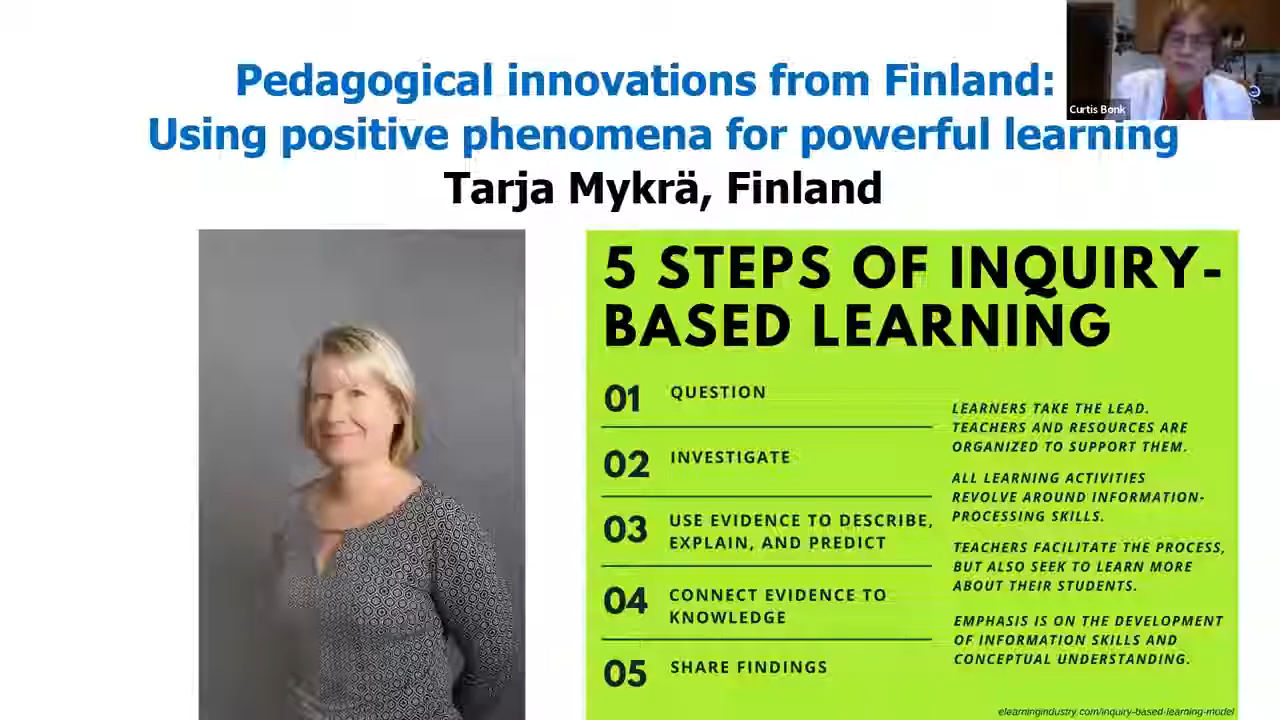 Pedagogical innovations from Finland:
Using positive phenomena for powerful learning
Tarja Mykrä, Finland
Curtis Bonk
5 STEPS OF INQUIRY-
BASED LEARNING
01 QUESTION
02 INVESTIGATE
03 USE EVIDENCE TO DESCRIBE,
EXPLAIN, AND PREDICT
04 CONNECT EVIDENCE TO
KNOWLEDGE
05 SHARE FINDINGS
LEARNERS TAKE THE LEAD.
TEACHERS AND RESOURCES ARE
ORGANIZED TO SUPPORT THEM.
ALL LEARNING ACTIVITIES
REVOLVE AROUND INFORMATION-
PROCESSING SKILLS.
TEACHERS FACILITATE THE PROCESS,
BUT ALSO SEEK TO LEARN MORE
ABOUT THEIR STUDENTS.
EMPHASIS IS ON THE DEVELOPMENT
OF INFORMATION SKILLS AND
CONCEPTUAL UNDERSTANDING.
elearningindustry.com/inquiry-based-learning-model